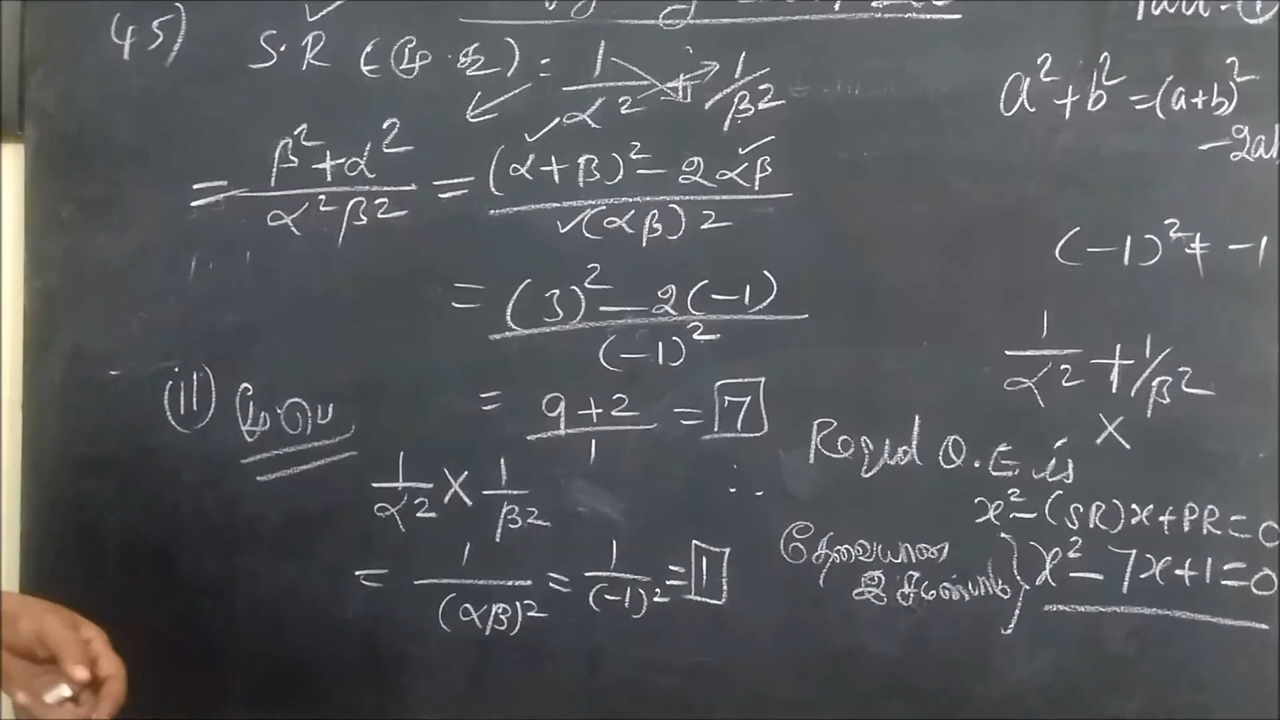 45) S.R (மூ.கூ) = 1/α² + 1/β²
= β²+α² / α²β² = (α+β)² - 2αβ / (αβ)2
= (3)² - 2(-1) / (-1)²
= 9+2 / 1 = 7
(ii) மூ.பெ
1/α2 × 1/β2
= 1/(αβ)2 = 1/(-1)2 = 1
a²+b² = (a+b)²
-2a
(-1)² + -1
1/α2 + 1/β2
×
∴ Reqd Q.E is
x² - (SR)x + PR = 0
தேவையான
இ.சமன்பாடு } x² - 7x + 1 = 0